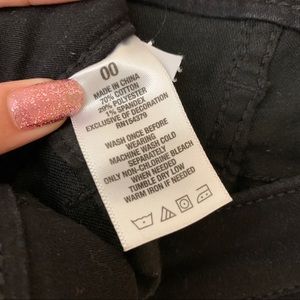 00
MADE IN CHINA
70% COTTON
29% POLYESTER
1% SPANDEX
EXCLUSIVE OF DECORATION
RN154379
WASH ONCE BEFORE
WEARING
MACHINE WASH COLD
SEPARATELY
ONLY NON-CHLORINE BLEACH
WHEN NEEDED
TUMBLE DRY LOW
WARM IRON IF NEEDED